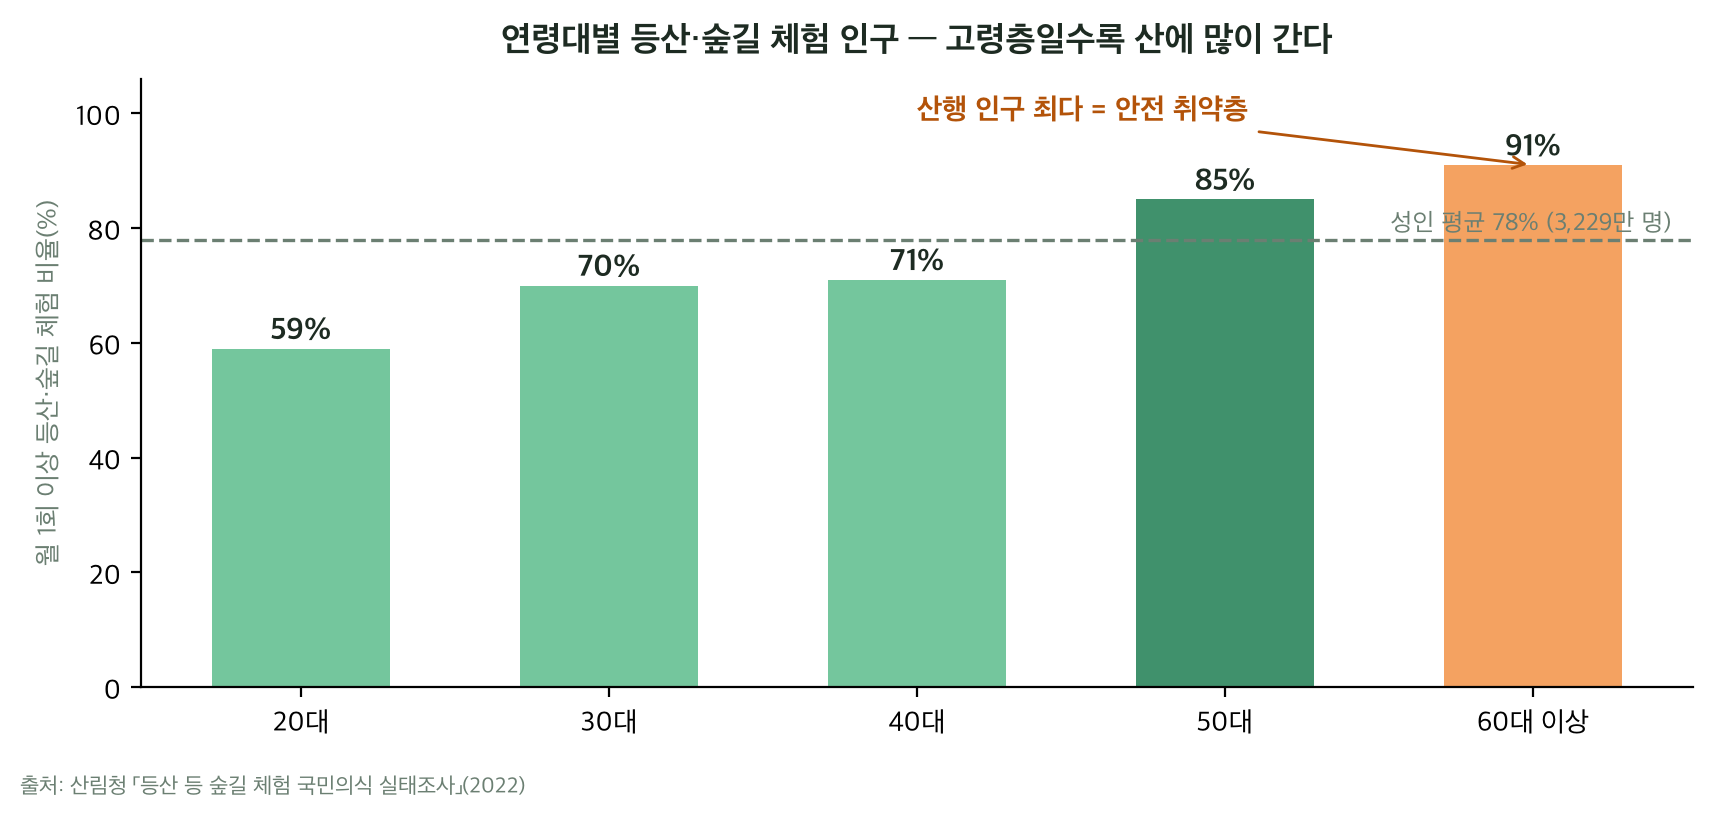 연령대별 등산·숲길 체험 인구 — 고령층일수록 산에 많이 간다
산행 인구 최다 = 안전 취약층
월 1회 이상 등산·숲길 체험 비율(%)
100
80
60
40
20
0
59%
70%
71%
85%
91%
성인 평균 78% (3,229만 명)
20대
30대
40대
50대
60대 이상
출처: 산림청 「등산 등 숲길 체험 국민의식 실태조사」(2022)